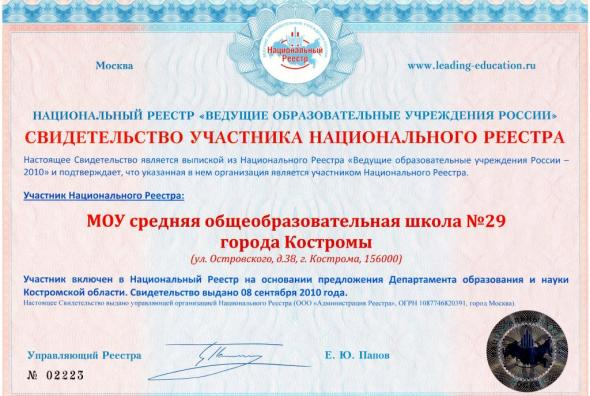 Национальный
Реестр
Москва
www.leading-education.ru
НАЦИОНАЛЬНЫЙ РЕЕСТР «ВЕДУЩИЕ ОБРАЗОВАТЕЛЬНЫЕ УЧРЕЖДЕНИЯ РОССИИ»
СВИДЕТЕЛЬСТВО УЧАСТНИКА НАЦИОНАЛЬНОГО РЕЕСТРА
Настоящее Свидетельство является выпиской из Национального Реестра «Ведущие образовательные учреждения России –
2010» и подтверждает, что указанная в нем организация является участником Национального Реестра.
Участник Национального Реестра:
МОУ средняя общеобразовательная школа №29
города Костромы
(ул. Островского, д.38, г. Кострома, 156000)
Участник включен в Национальный Реестр на основании предложения Департамента образования и науки
Костромской области. Свидетельство выдано 08 сентября 2010 года.
Настоящее Свидетельство выдано управляющей организацией Национального Реестра (ООО «Администрация Реестра», ОГРН 1087746820391, город Москва).
Управляющий Реестра
Е. Ю. Папов
№ 02223